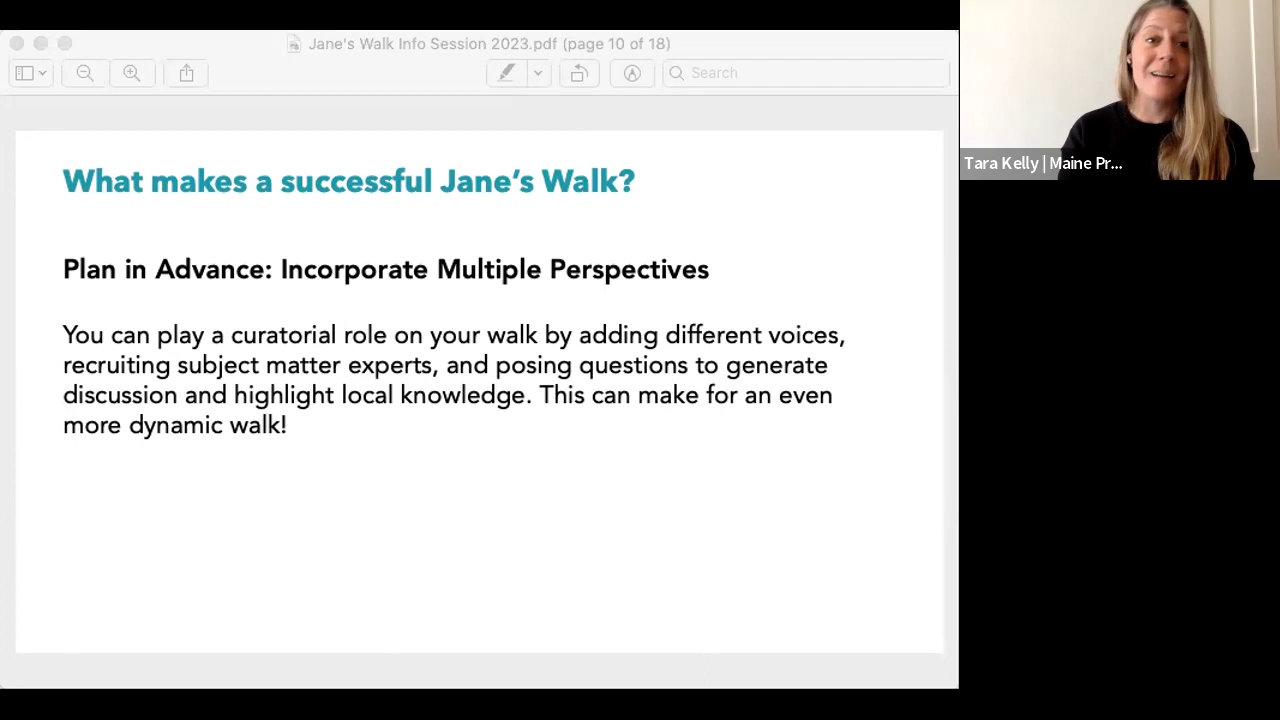 Jane's Walk Info Session 2023.pdf (page 10 of 18)
Search
Tara Kelly | Maine Pr...
What makes a successful Jane’s Walk?
Plan in Advance: Incorporate Multiple Perspectives
You can play a curatorial role on your walk by adding different voices,
recruiting subject matter experts, and posing questions to generate
discussion and highlight local knowledge. This can make for an even
more dynamic walk!